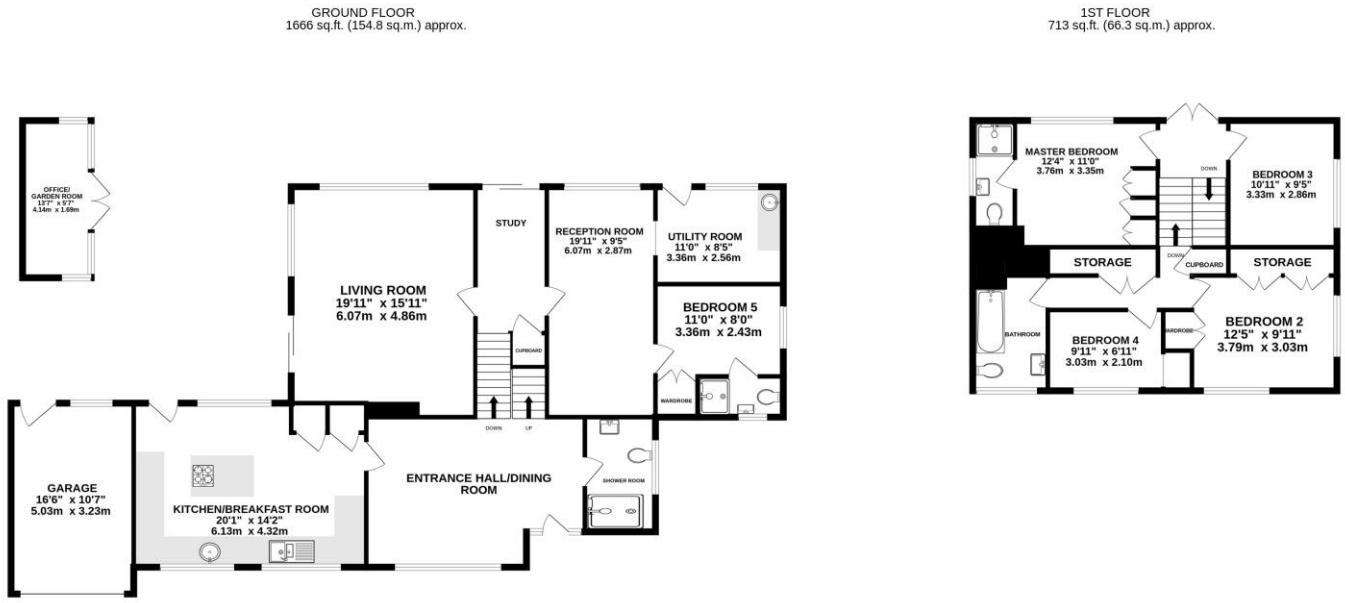 GROUND FLOOR
1666 sq.ft. (154.8 sq.m.) approx.
1ST FLOOR
713 sq.ft. (66.3 sq.m.) approx.
OFFICE/
GARDEN ROOM
13'7" x 5'7"
4.14m x 1.69m
LIVING ROOM
19'11" x 15'11"
6.07m x 4.86m
STUDY
RECEPTION ROOM
19'11" x 9'5"
6.07m x 2.87m
UTILITY ROOM
11'0" x 8'5"
3.36m x 2.56m
BEDROOM 5
11'0" x 8'0"
3.36m x 2.43m
CUPBOARD
WARDROBE
DOWN
UP
GARAGE
16'6" x 10'7"
5.03m x 3.23m
KITCHEN/BREAKFAST ROOM
20'1" x 14'2"
6.13m x 4.32m
ENTRANCE HALL/DINING
ROOM
SHOWER ROOM
MASTER BEDROOM
12'4" x 11'0"
3.76m x 3.35m
DOWN
BEDROOM 3
10'11" x 9'5"
3.33m x 2.86m
STORAGE
DOWN
CUPBOARD
STORAGE
BATHROOM
BEDROOM 4
9'11" x 6'11"
3.03m x 2.10m
WARDROBE
BEDROOM 2
12'5" x 9'11"
3.79m x 3.03m